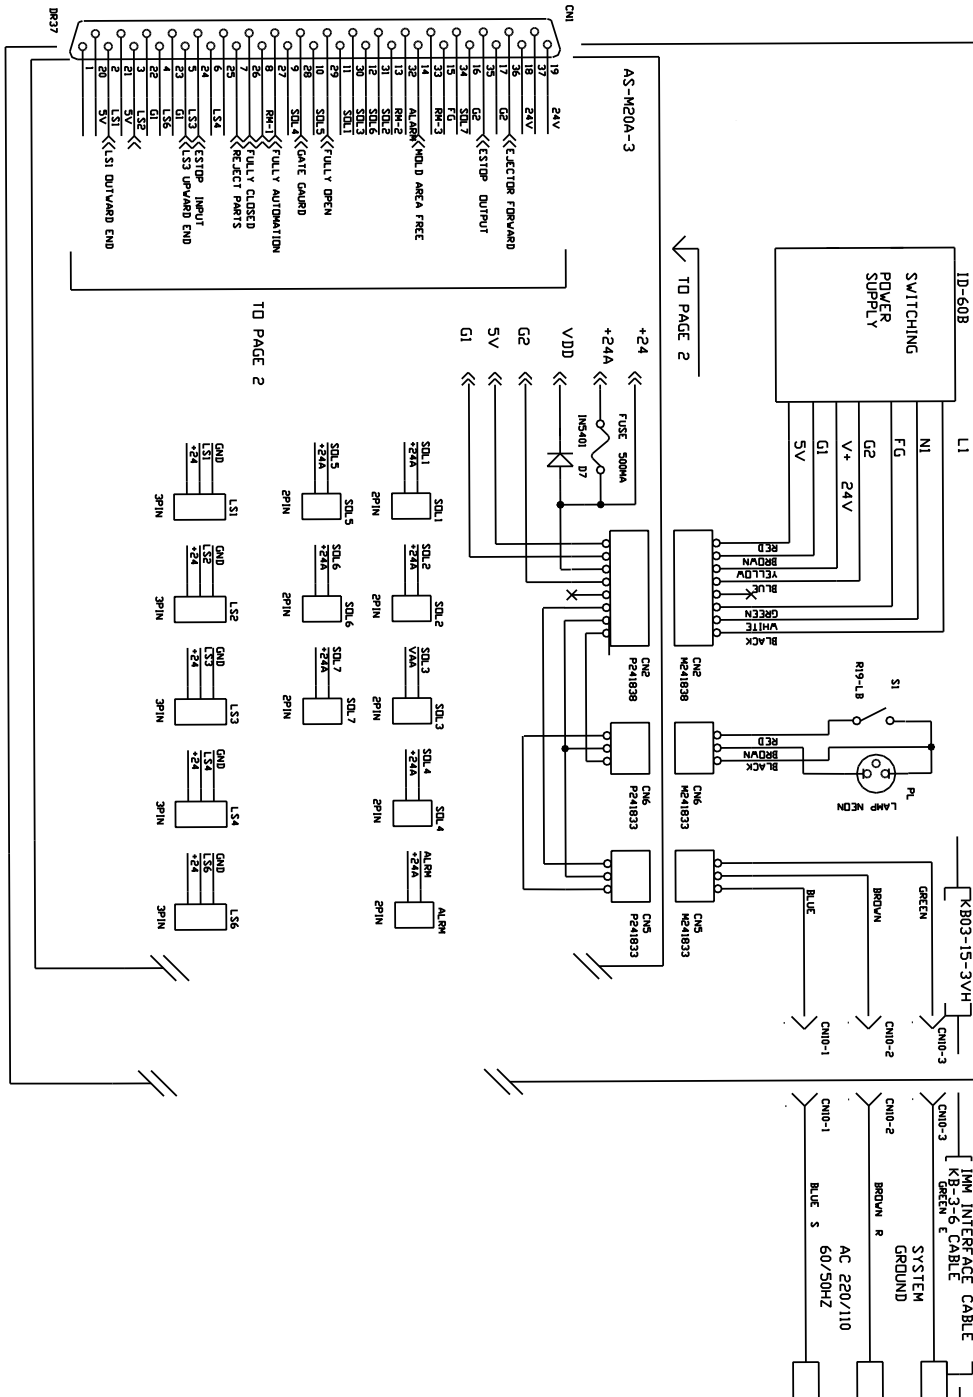 DR37
CN1
1
20
2
21
3
22
4
23
5
24
6
25
7
26
8
27
9
28
10
29
11
30
12
31
13
32
14
33
15
34
16
35
17
36
18
37
19
5V
LS1
5V
LS2
G1
LS6
G1
LS3
LS4
RM-1
SOL4
SOL5
SOL1
SOL3
SOL6
SOL2
RM-2
ALARM
RM-3
FG
SOL7
G2
G2
24V
24V
LS1 OUTWARD END
LS3 UPWARD END
ESTOP INPUT
REJECT PARTS
FULLY CLOSED
FULLY AUTOMATION
GATE GAURD
FULLY OPEN
MOLD AREA FREE
ESTOP OUTPUT
EJECTOR FORWARD
AS-M20A-3
TO PAGE 2
TO PAGE 2
ID-60B
SWITCHING
POWER
SUPPLY
L1
N1
FG
G2
V+ 24V
G1
5V
+24
+24A
VDD
G2
5V
G1
FUSE 500MA
IN5401 D7
RED
BROWN
YELLOW
BLUE
GREEN
WHITE
BLACK
CN2
M241838
CN2
P241838
S1
R19-LB
RED
BROWN
BLACK
PL
LAMP NEON
CN6
M241833
CN6
P241833
CN5
M241833
CN5
P241833
GREEN
BROWN
BLUE
KB03-15-3VH
CN10-3
CN10-2
CN10-1
CN10-3
CN10-2
CN10-1
IMM INTERFACE CABLE
KB-3-6 CABLE
GREEN E
BROWN R
BLUE S
SYSTEM
GROUND
AC 220/110
60/50HZ
SOL1
+24A
SOL1
2PIN
SOL2
+24A
SOL2
2PIN
SOL3
VAA
SOL3
2PIN
SOL4
+24A
SOL4
2PIN
ALRM
+24A
ALRM
2PIN
SOL5
+24A
SOL5
2PIN
SOL6
+24A
SOL6
2PIN
SOL7
+24A
SOL7
2PIN
GND
LS1
+24
LS1
3PIN
GND
LS2
+24
LS2
3PIN
GND
LS3
+24
LS3
3PIN
GND
LS4
+24
LS4
3PIN
GND
LS6
+24
LS6
3PIN